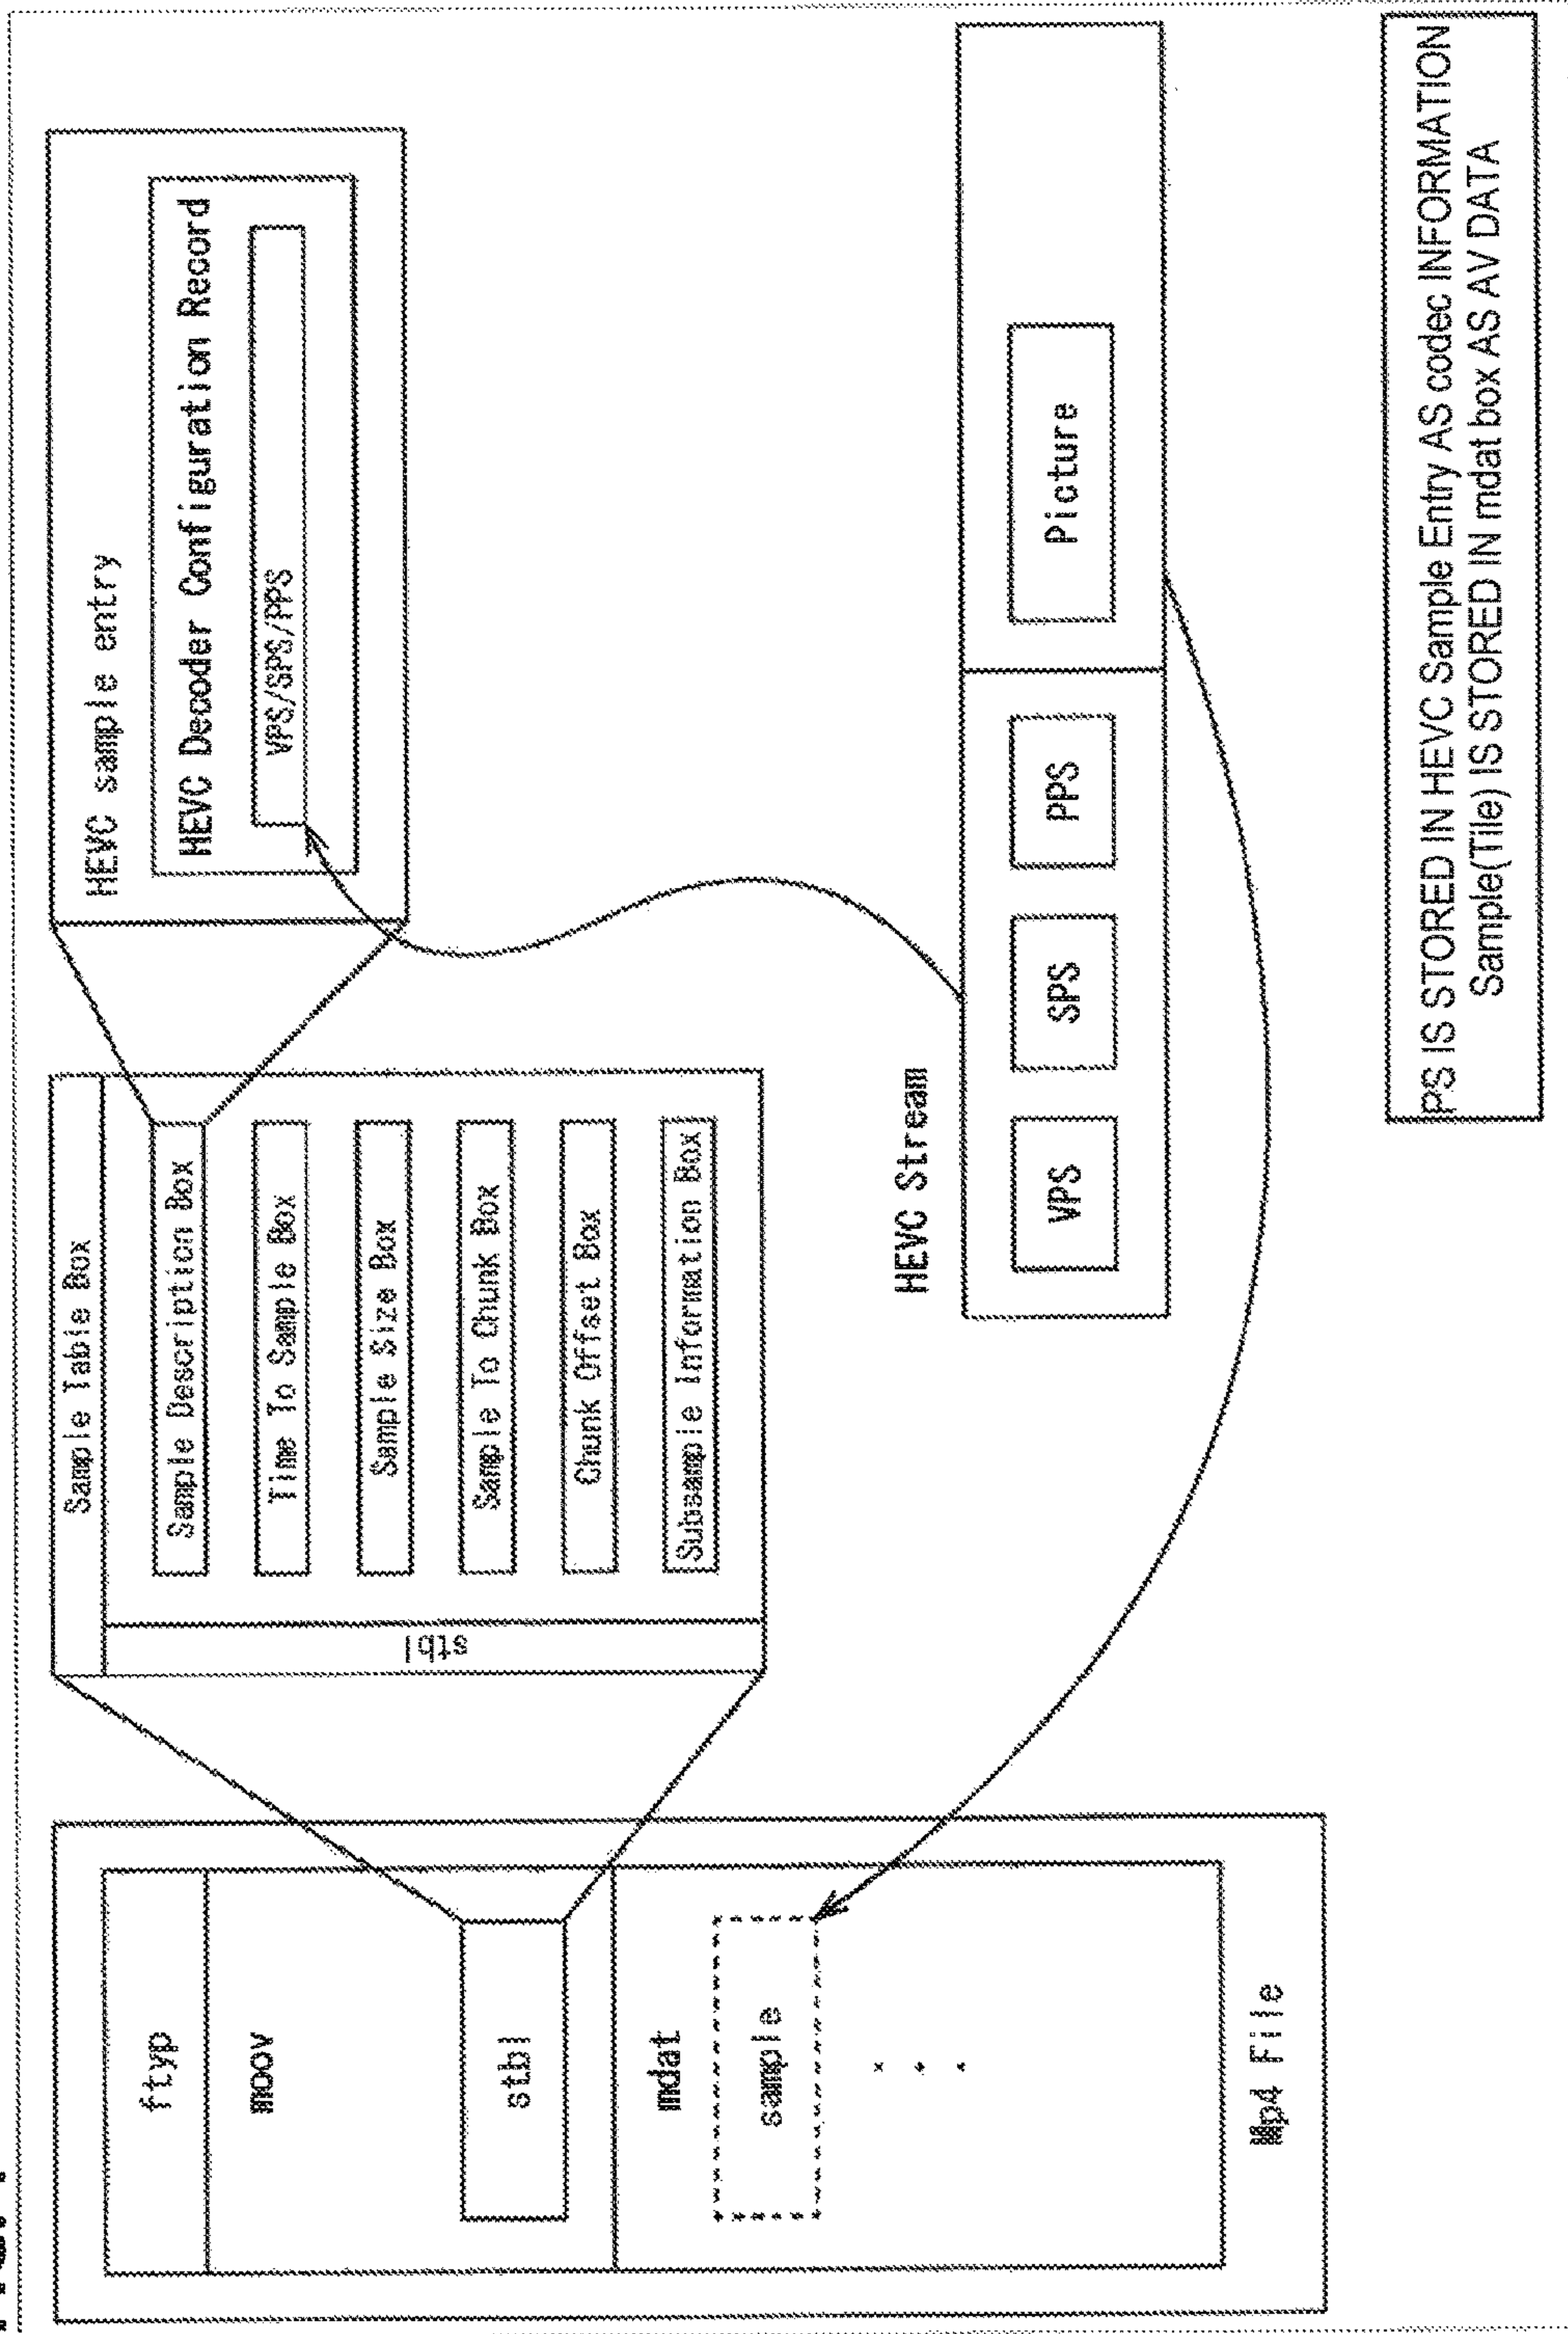 ftyp
moov
stbl
mdat
sample
Mp4 File
Sample Table Box
stbl
Sample Description Box
Time To Sample Box
Sample Size Box
Sample To Chunk Box
Chunk Offset Box
Subsample Information Box
HEVC sample entry
HEVC Decoder Configuration Record
VPS/SPS/PPS
HEVC Stream
VPS
SPS
PPS
Picture
PS IS STORED IN HEVC Sample Entry AS codec INFORMATION
Sample(Tile) IS STORED IN mdat box AS AV DATA